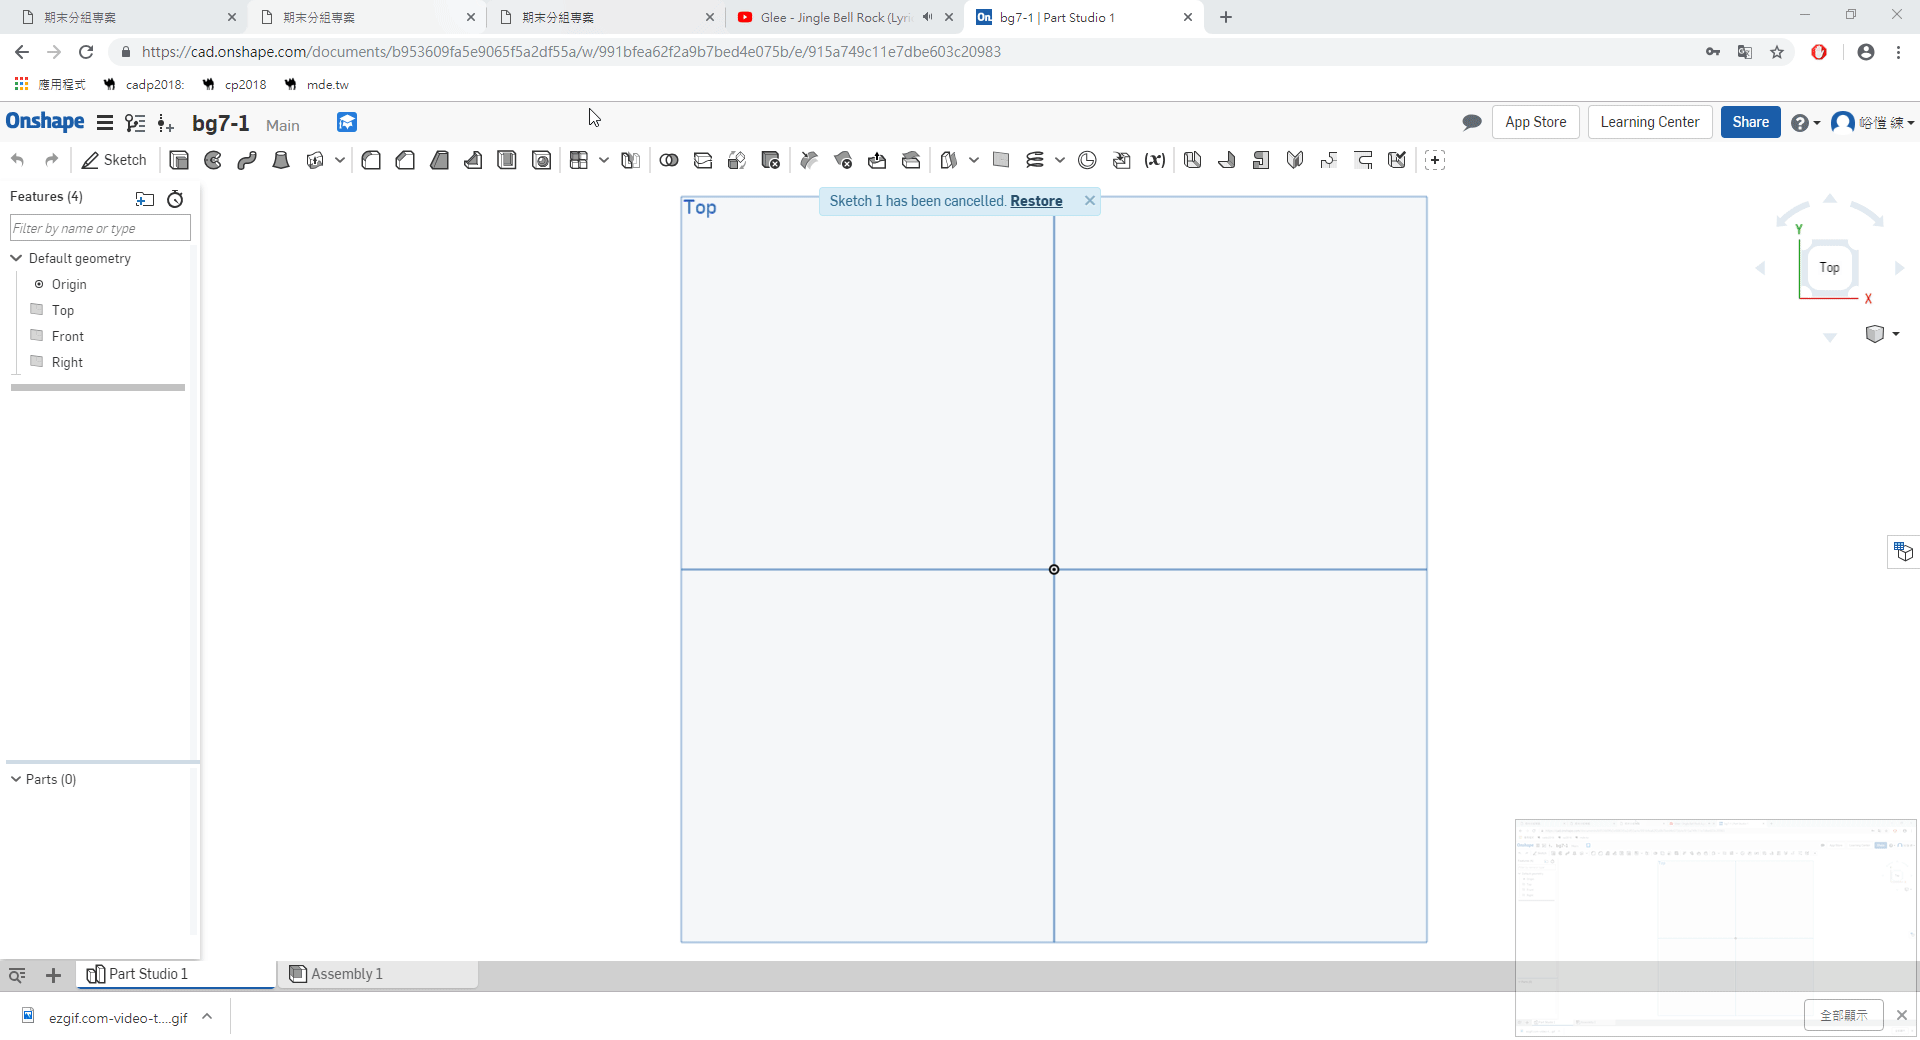 期末分組專案
期末分組專案
期末分組專案
Glee - Jingle Bell Rock (Lyri
bg7-1 | Part Studio 1
https://cad.onshape.com/documents/b953609fa5e9065f5a2df55a/w/991bfea62f2a9b7bed4e075b/e/915a749c11e7dbe603c20983
應用程式
cadp2018:
cp2018
mde.tw
Onshape
bg7-1 Main
App Store
Learning Center
Share
峪愷 練
Sketch
(x)
Features (4)
Filter by name or type
Default geometry
Origin
Top
Front
Right
Top
Sketch 1 has been cancelled. Restore
Y
Top
X
Parts (0)
Part Studio 1
Assembly 1
ezgif.com-video-t....gif
全部顯示